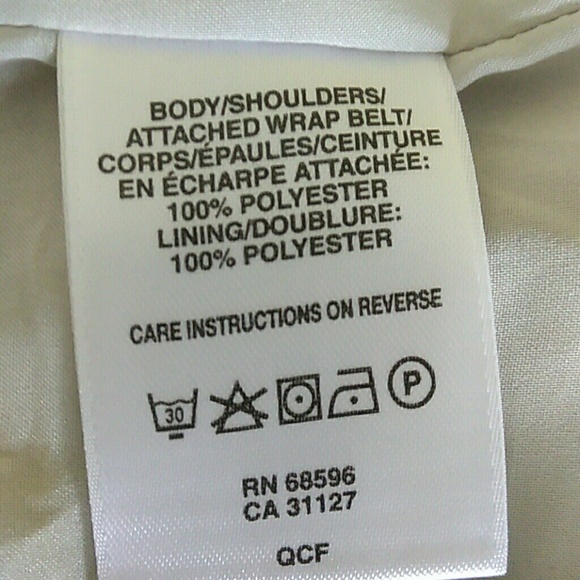 BODY/SHOULDERS/
ATTACHED WRAP BELT/
CORPS/ÉPAULES/CEINTURE
EN ÉCHARPE ATTACHÉE:
100% POLYESTER
LINING/DOUBLURE:
100% POLYESTER
CARE INSTRUCTIONS ON REVERSE
30 P
RN 68596
CA 31127
QCF